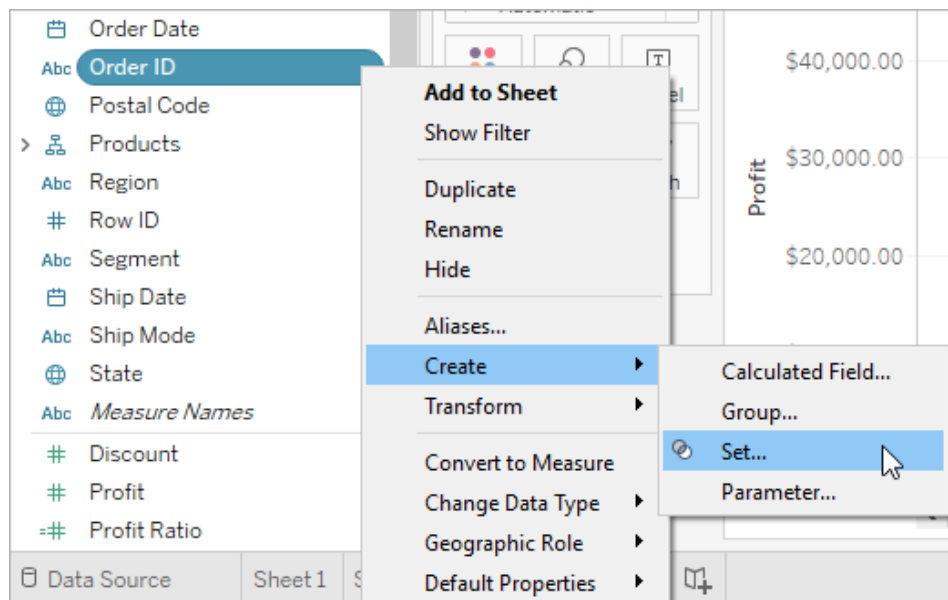 Order Date
Abc Order ID
Postal Code
Products
Abc Region
# Row ID
Abc Segment
Ship Date
Abc Ship Mode
State
Abc Measure Names
# Discount
# Profit
=# Profit Ratio
Data Source
Sheet 1
S
Automatic
T
el
h
Add to Sheet
Show Filter
Duplicate
Rename
Hide
Aliases...
Create
Transform
Convert to Measure
Change Data Type
Geographic Role
Default Properties
Calculated Field...
Group...
Set...
Parameter...
Profit
$40,000.00
$30,000.00
$20,000.00